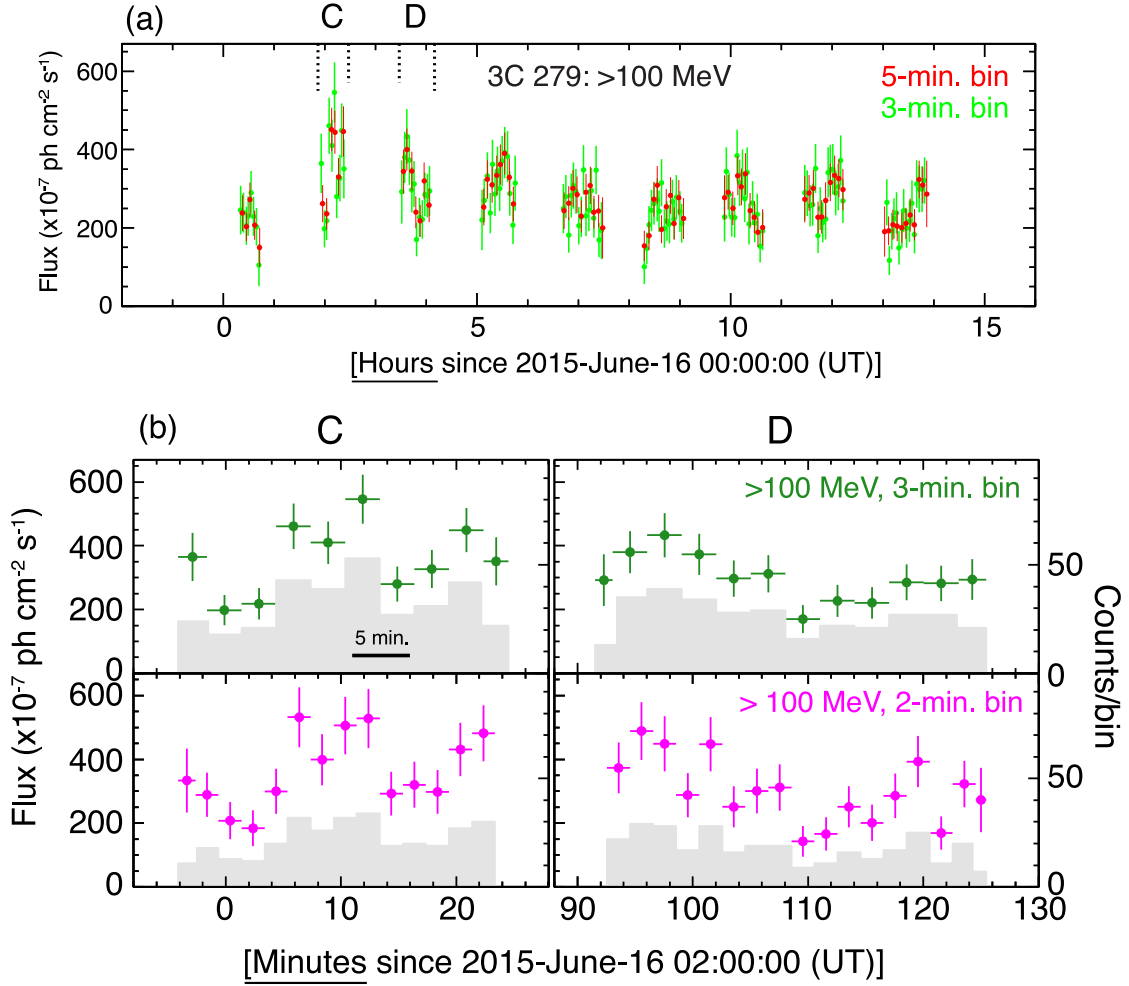 (a)
C D
3C 279: >100 MeV
5-min. bin
3-min. bin
Flux (x10⁻⁷ ph cm⁻² s⁻¹)
600
400
200
0
0 5 10 15
[Hours since 2015-June-16 00:00:00 (UT)]
(b)
C D
>100 MeV, 3-min. bin
5 min.
600
400
200
0
50
0
> 100 MeV, 2-min. bin
600
400
200
0
50
0
Flux (x10⁻⁷ ph cm⁻² s⁻¹)
Counts/bin
0 10 20 90 100 110 120 130
[Minutes since 2015-June-16 02:00:00 (UT)]